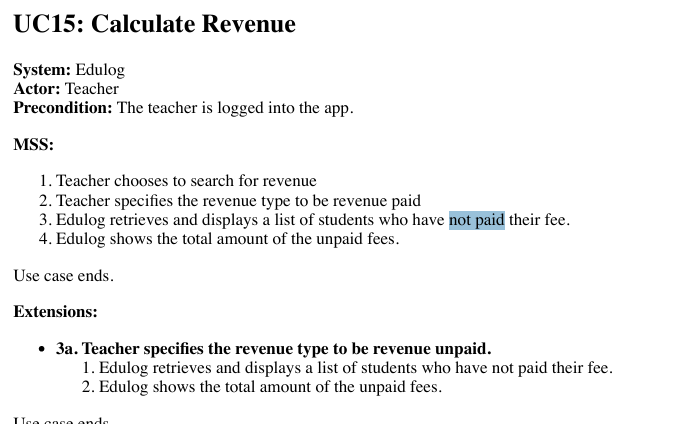 UC15: Calculate Revenue
System: Edulog
Actor: Teacher
Precondition: The teacher is logged into the app.
MSS:
1. Teacher chooses to search for revenue
2. Teacher specifies the revenue type to be revenue paid
3. Edulog retrieves and displays a list of students who have not paid their fee.
4. Edulog shows the total amount of the unpaid fees.
Use case ends.
Extensions:
• 3a. Teacher specifies the revenue type to be revenue unpaid.
1. Edulog retrieves and displays a list of students who have not paid their fee.
2. Edulog shows the total amount of the unpaid fees.
Use case ends